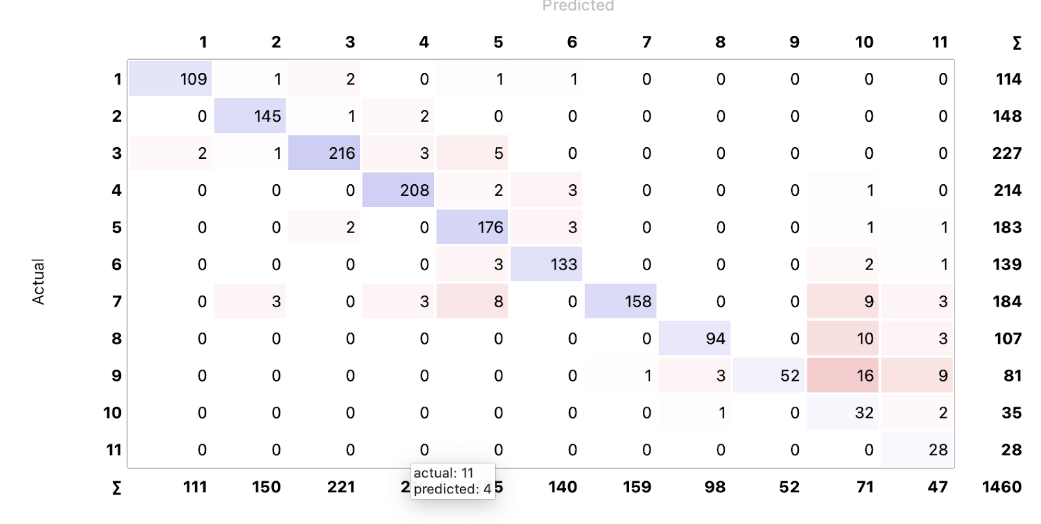 Predicted
1 2 3 4 5 6 7 8 9 10 11 Σ
1 109 1 2 0 1 1 0 0 0 0 0 114
2 0 145 1 2 0 0 0 0 0 0 0 148
3 2 1 216 3 5 0 0 0 0 0 0 227
4 0 0 0 208 2 3 0 0 0 1 0 214
5 0 0 2 0 176 3 0 0 0 1 1 183
Actual
6 0 0 0 0 3 133 0 0 0 2 1 139
7 0 3 0 3 8 0 158 0 0 9 3 184
8 0 0 0 0 0 0 0 94 0 10 3 107
9 0 0 0 0 0 0 1 3 52 16 9 81
10 0 0 0 0 0 0 0 1 0 32 2 35
11 0 0 0 0 0 0 0 0 0 0 28 28
actual: 11
predicted: 4
Σ 111 150 221 140 159 98 52 71 47 1460